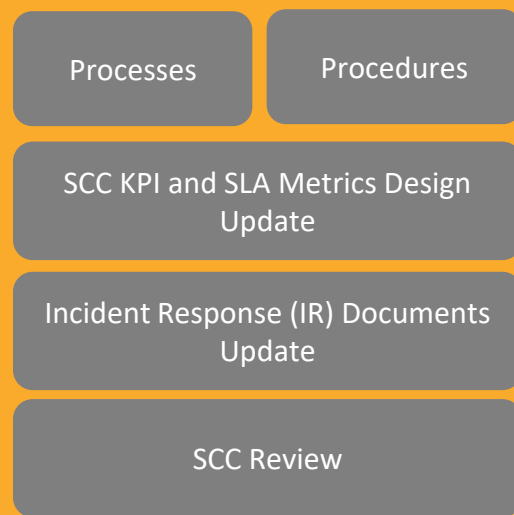 Processes
Procedures
SCC KPI and SLA Metrics Design
Update
Incident Response (IR) Documents
Update
SCC Review